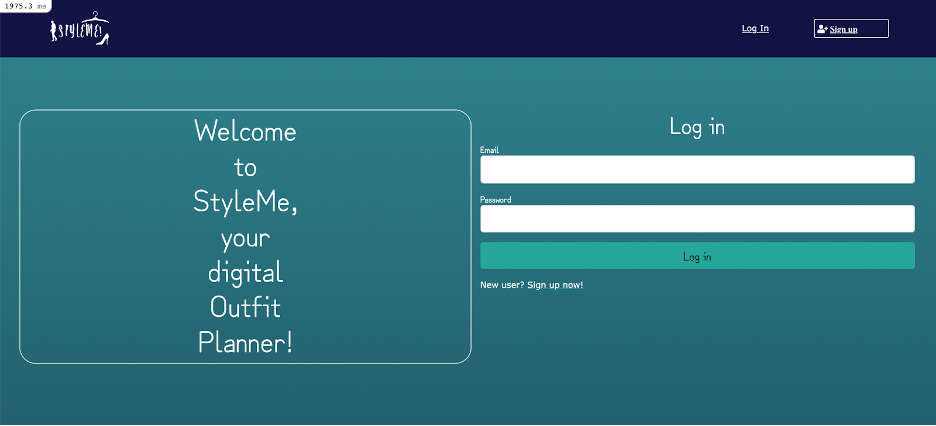 1975.3 ms
STYLEME!
Log In
Sign up
Welcome
to
StyleMe,
your
digital
Outfit
Planner!
Log in
Email
Password
Log in
New user? Sign up now!